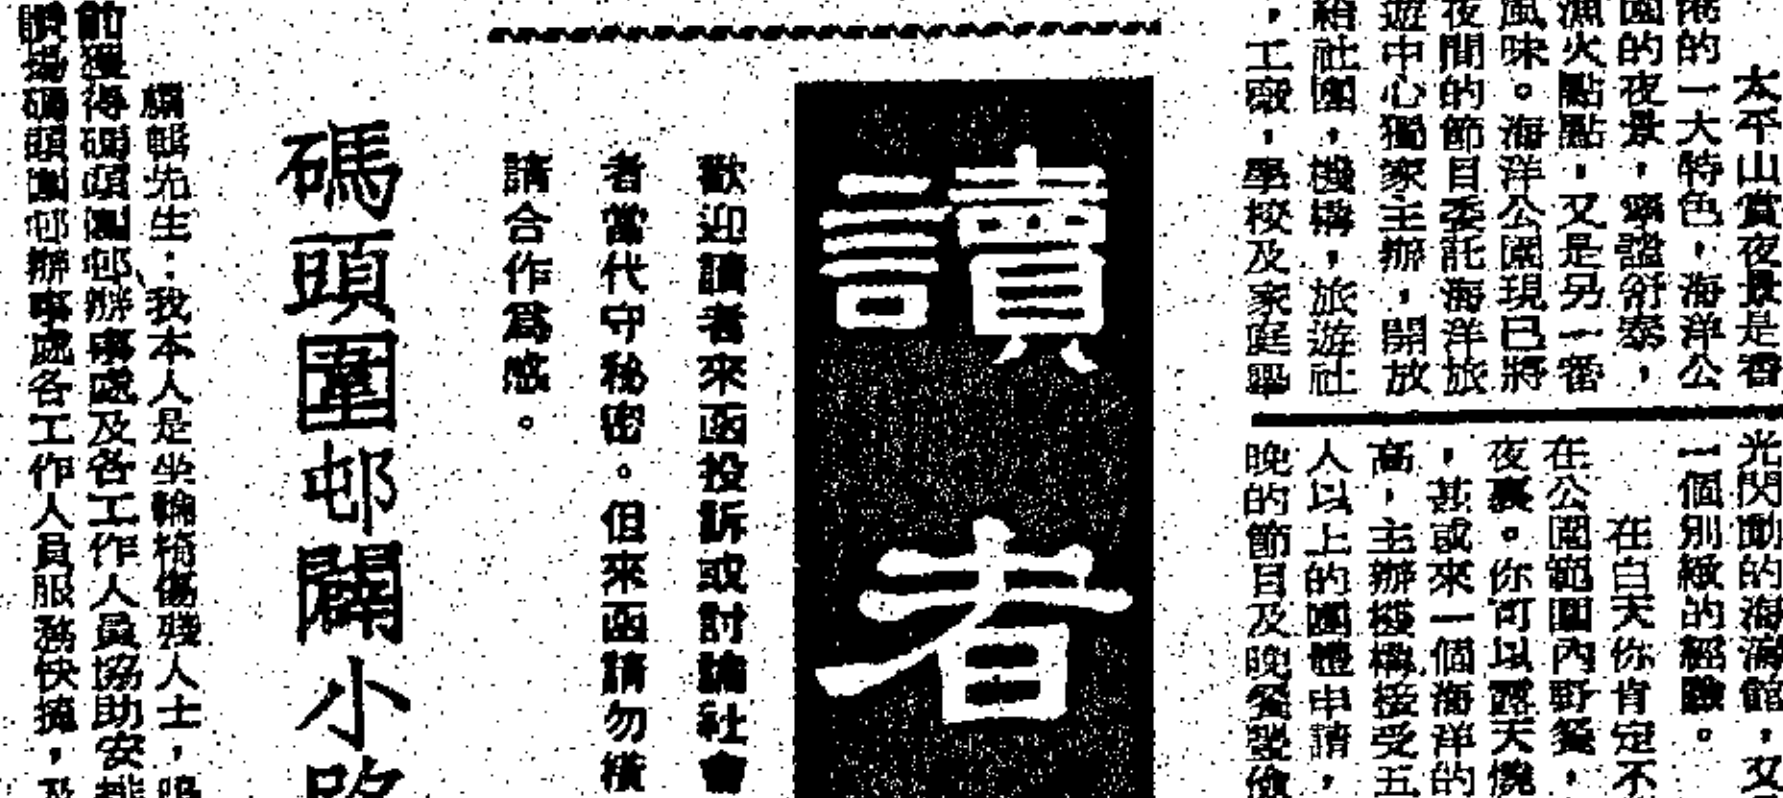 太平山賞夜景是香
港的一大特色，海洋公
園的夜景，寧謐舒泰，
漁火點點，又是另一番
風味。海洋公園現已將
夜間的節目委託海洋旅
遊中心獨家主辦，開放
給社團，機構，旅遊社
，工廠，學校及家庭舉
光閃動的海濤館，又
一個別緻的經驗。
在白天你肯定不
在公園範圍內野餐，
夜裏。你可以露天燒
，甚或來一個海洋的
高，主辦機構接受五
人以上的團體申請，
晚的節目及晚餐
讀者
歡迎讀者來函投訴或討論社會
者當代守秘密。但來函請勿橫
請合作爲感。
碼頭圍邨闢小路
編輯先生：我本人是坐輪椅傷殘人士，
前獲得碼頭圍邨辦事處及各工作人員協助安排
碼頭圍邨辦事處各工作人員服務快捷，及